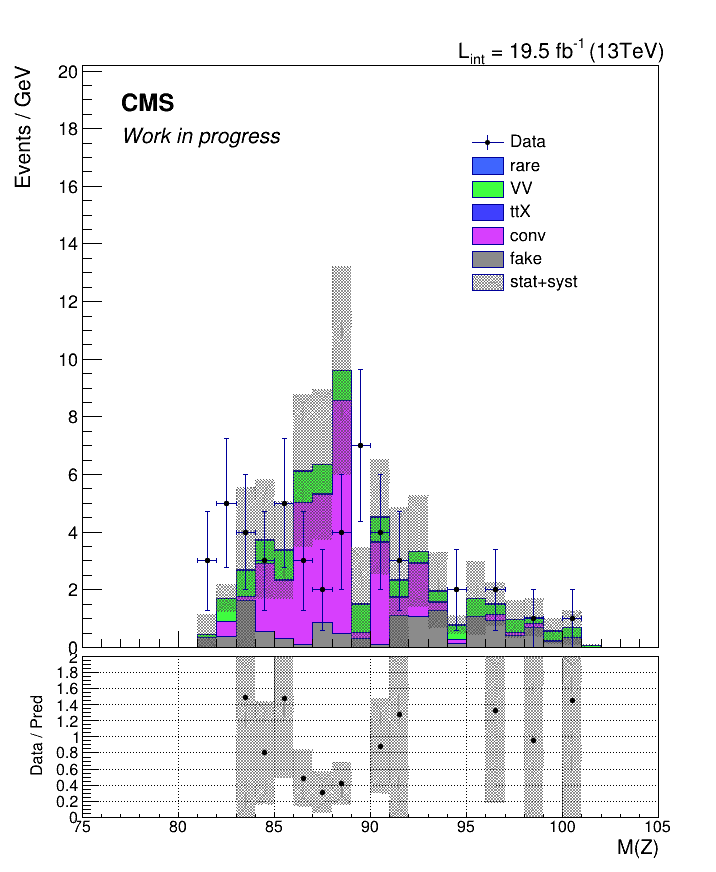 L_int = 19.5 fb^-1 (13TeV)
Events / GeV
20
18
16
14
12
10
8
6
4
2
0
CMS
Work in progress
Data
rare
VV
ttX
conv
fake
stat+syst
Data / Pred
2
1.8
1.6
1.4
1.2
1
0.8
0.6
0.4
0.2
0
75 80 85 90 95 100 105
M(Z)